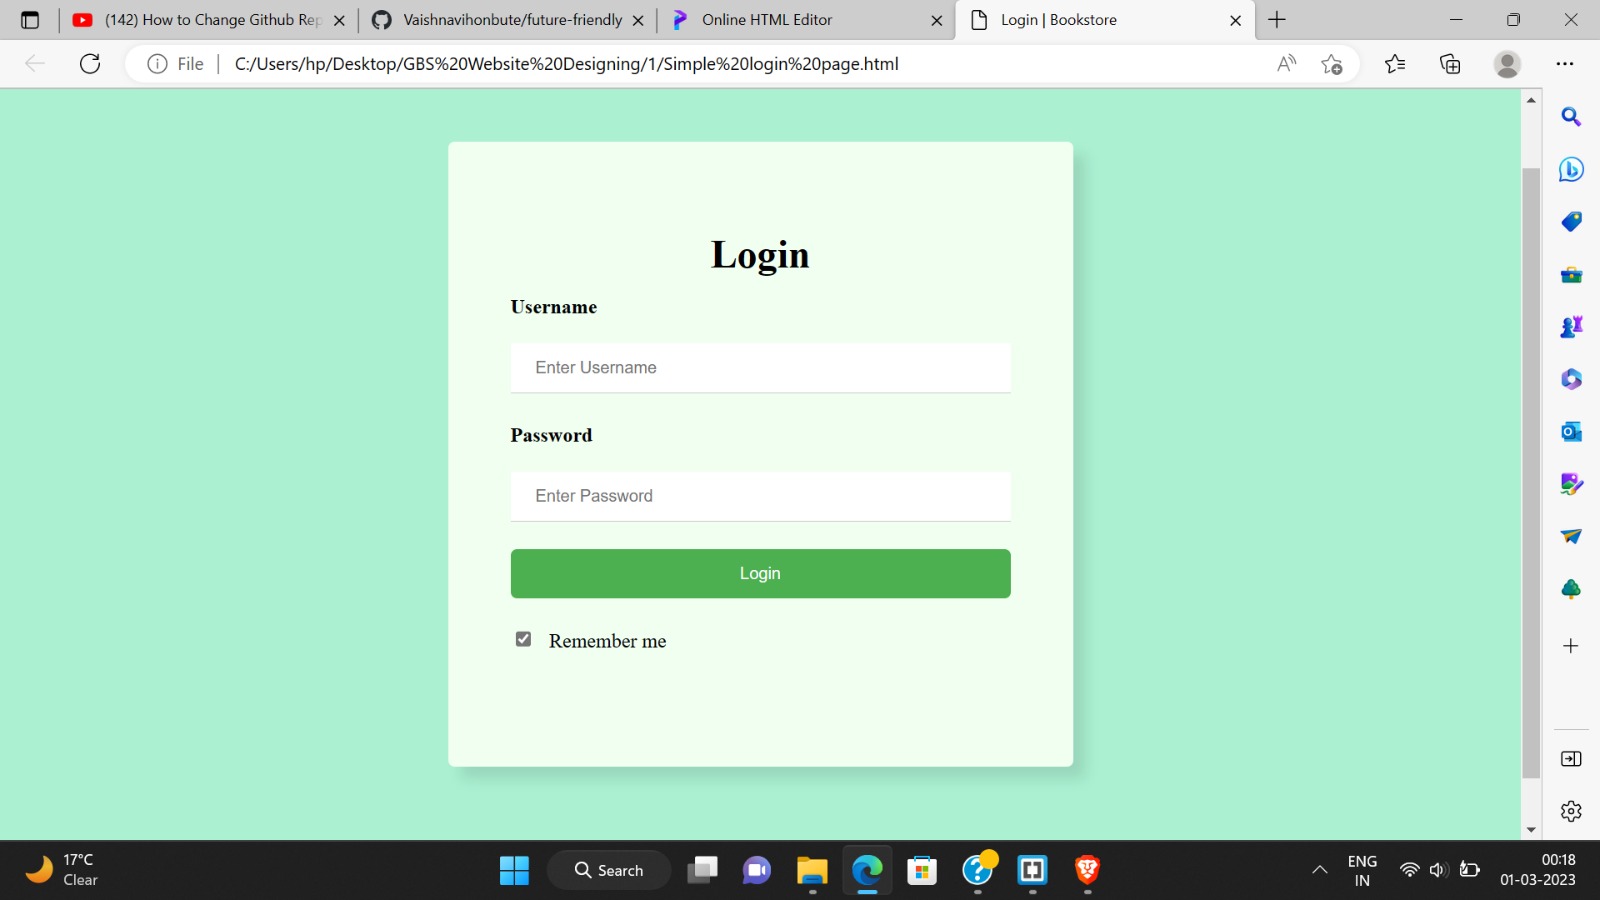 (142) How to Change Github Rep
Vaishnavihonbute/future-friendly
Online HTML Editor
Login | Bookstore
File
C:/Users/hp/Desktop/GBS%20Website%20Designing/1/Simple%20login%20page.html
Login
Username
Enter Username
Password
Enter Password
Login
Remember me
17°C
Clear
Search
ENG
IN
00:18
01-03-2023